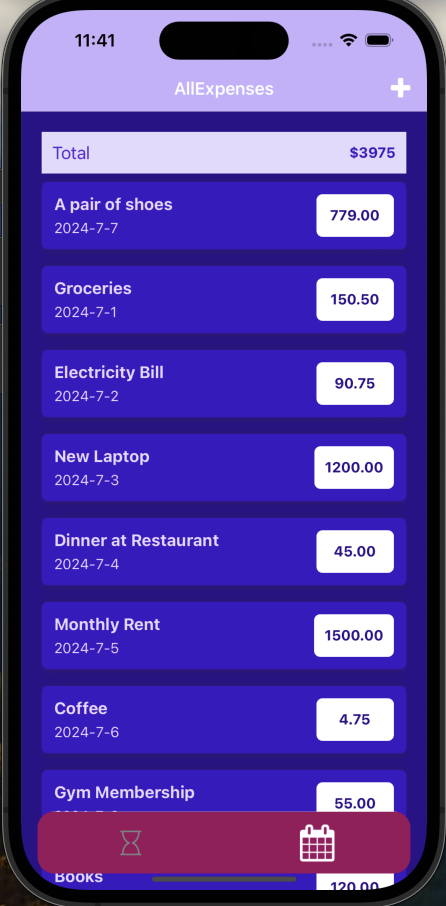 11:41
AllExpenses
Total $3975
A pair of shoes
2024-7-7
779.00
Groceries
2024-7-1
150.50
Electricity Bill
2024-7-2
90.75
New Laptop
2024-7-3
1200.00
Dinner at Restaurant
2024-7-4
45.00
Monthly Rent
2024-7-5
1500.00
Coffee
2024-7-6
4.75
Gym Membership
55.00
Books
120.00